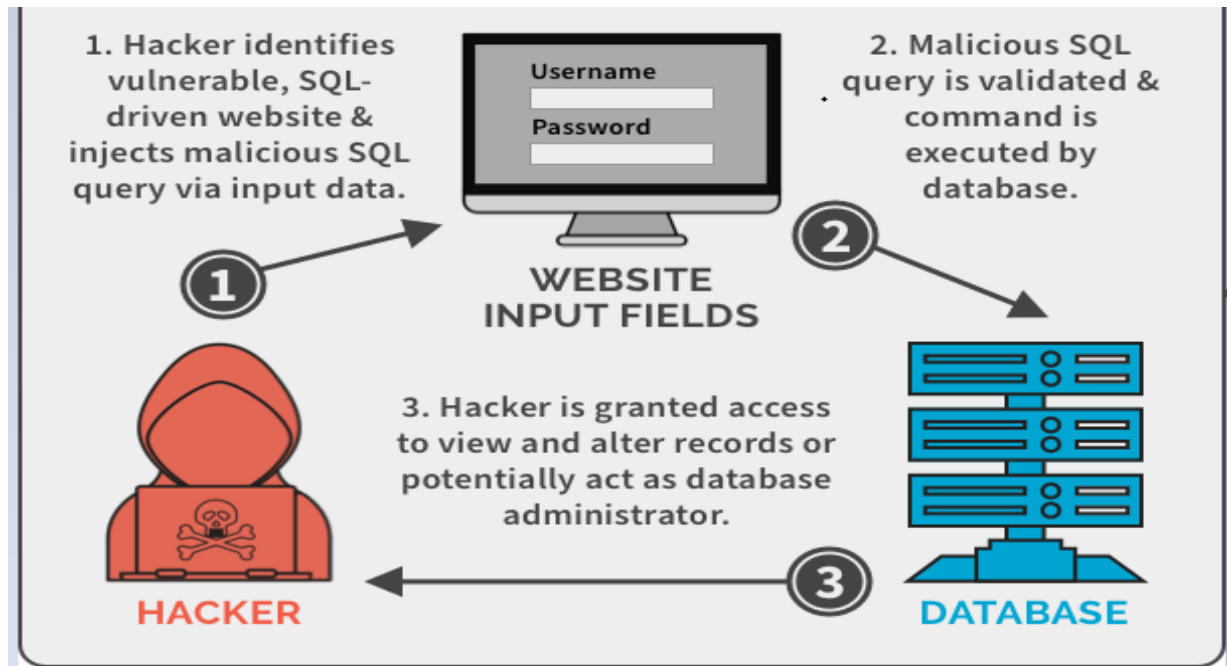 1. Hacker identifies
vulnerable, SQL-
driven website &
injects malicious SQL
query via input data.
Username
Password
WEBSITE
INPUT FIELDS
2. Malicious SQL
query is validated &
command is
executed by
database.
1
2
3. Hacker is granted access
to view and alter records or
potentially act as database
administrator.
3
HACKER
DATABASE